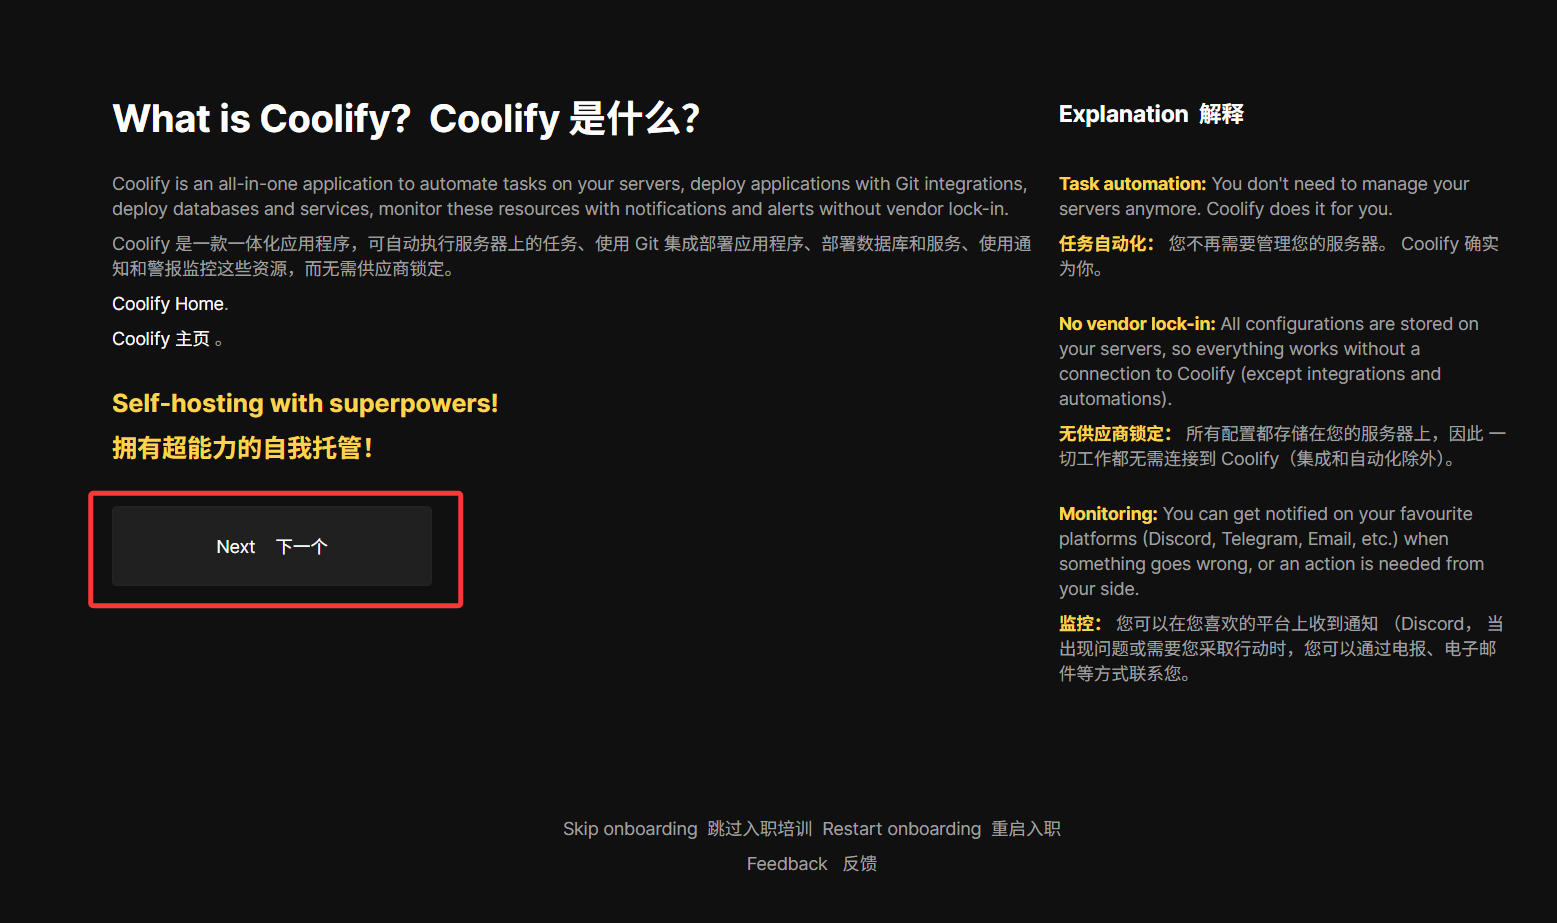 What is Coolify? Coolify 是什么？
Coolify is an all-in-one application to automate tasks on your servers, deploy applications with Git integrations,
deploy databases and services, monitor these resources with notifications and alerts without vendor lock-in.
Coolify 是一款一体化应用程序，可自动执行服务器上的任务、使用 Git 集成部署应用程序、部署数据库和服务、使用通
知和警报监控这些资源，而无需供应商锁定。
Coolify Home.
Coolify 主页 。
Self-hosting with superpowers!
拥有超能力的自我托管！
Next 下一个
Explanation 解释
Task automation: You don't need to manage your
servers anymore. Coolify does it for you.
任务自动化： 您不再需要管理您的服务器。 Coolify 确实
为你。
No vendor lock-in: All configurations are stored on
your servers, so everything works without a
connection to Coolify (except integrations and
automations).
无供应商锁定： 所有配置都存储在您的服务器上，因此 一
切工作都无需连接到 Coolify（集成和自动化除外）。
Monitoring: You can get notified on your favourite
platforms (Discord, Telegram, Email, etc.) when
something goes wrong, or an action is needed from
your side.
监控： 您可以在您喜欢的平台上收到通知 （Discord， 当
出现问题或需要您采取行动时，您可以通过电报、电子邮
件等方式联系您。
Skip onboarding 跳过入职培训 Restart onboarding 重启入职
Feedback 反馈